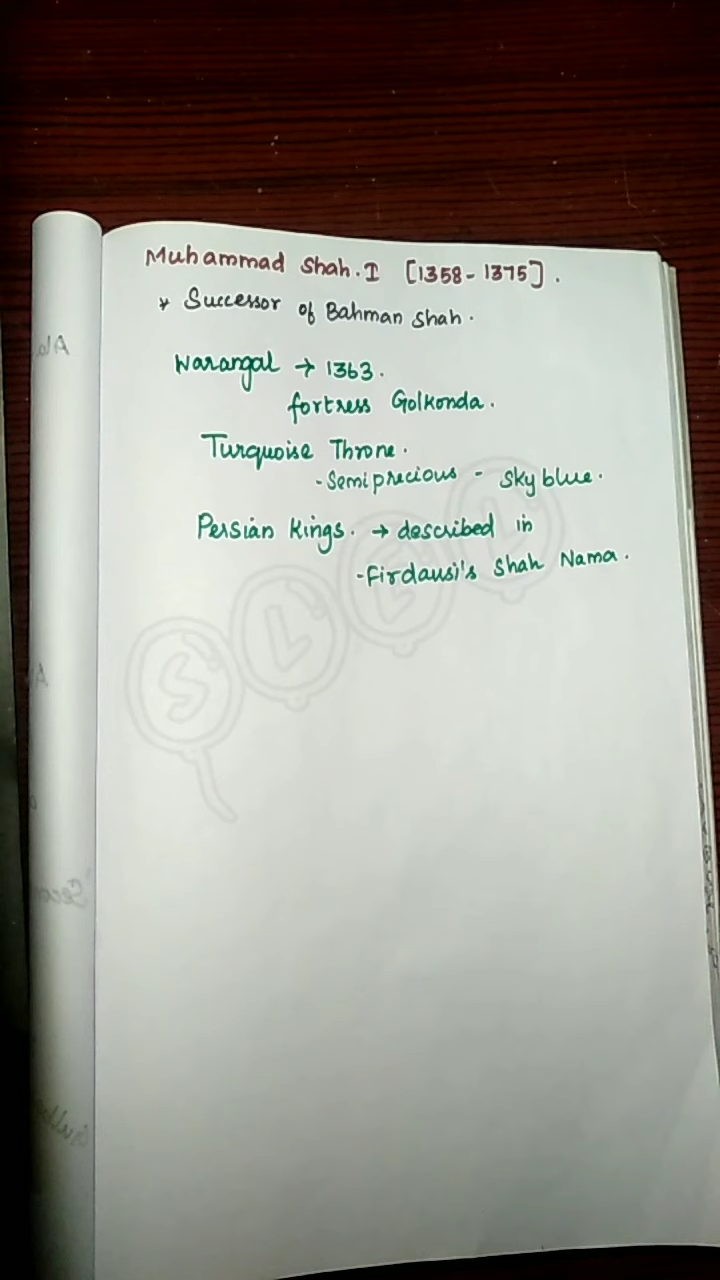 Muhammad Shah.I [1358-1375].
* Successor of Bahman Shah.
Warangal → 1363.
fortress Golkonda.
Turquoise Throne.
-Semiprecious - Sky blue.
Persian Kings. → described in
-Firdausi's Shah Nama.
SLLL